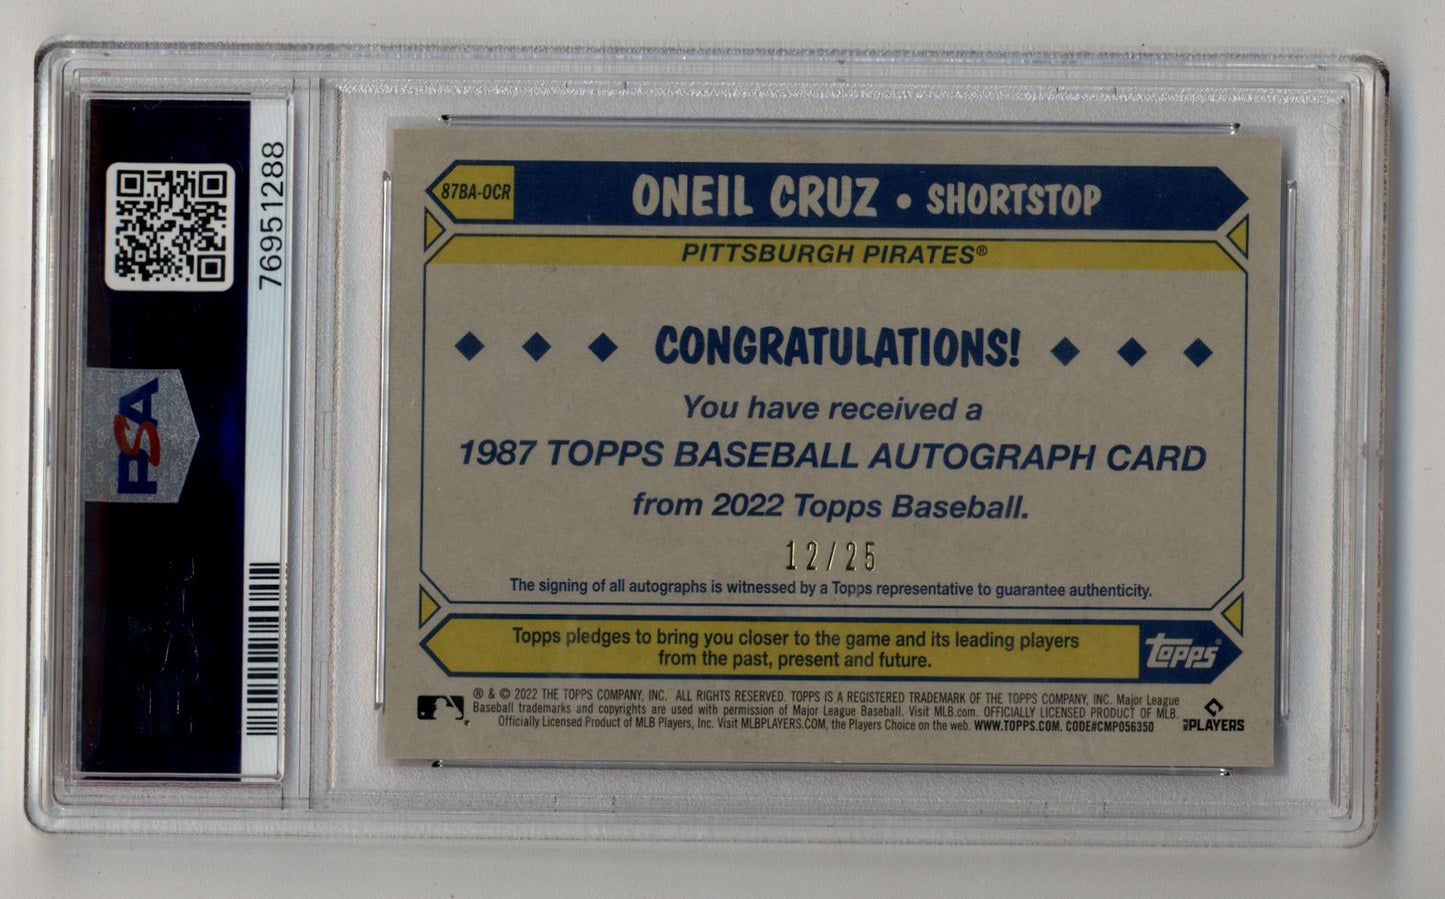 76951288
PSA
87BA-OCR
ONEIL CRUZ • SHORTSTOP
PITTSBURGH PIRATES®
CONGRATULATIONS!
You have received a
1987 TOPPS BASEBALL AUTOGRAPH CARD
from 2022 Topps Baseball.
12/25
The signing of all autographs is witnessed by a Topps representative to guarantee authenticity.
Topps pledges to bring you closer to the game and its leading players
from the past, present and future.
Topps®
® & © 2022 THE TOPPS COMPANY, INC. ALL RIGHTS RESERVED. TOPPS IS A REGISTERED TRADEMARK OF THE TOPPS COMPANY, INC. Major League
Baseball trademarks and copyrights are used with permission of Major League Baseball. Visit MLB.com. OFFICIALLY LICENSED PRODUCT OF MLB.
Officially Licensed Product of MLB Players, Inc. Visit MLBPLAYERS.COM, the Players Choice on the web. WWW.TOPPS.COM. CODE#CMP056350
MLB PLAYERS